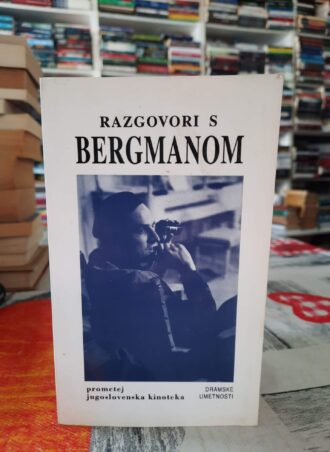 RAZGOVORI S
BERGMANOM
prometej
jugoslovenska kinoteka
DRAMSKE
UMETNOSTI